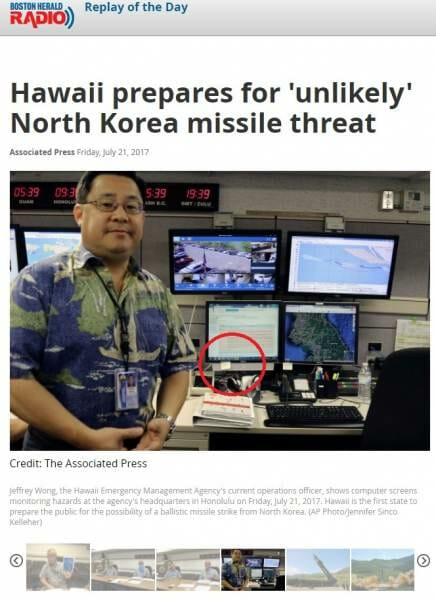 BOSTON HERALD
RADIO
Replay of the Day
Hawaii prepares for 'unlikely'
North Korea missile threat
Associated Press Friday, July 21, 2017
05:39
GUAM
09:3
HONOLU
5:39
SH D.C.
19:39
GMT / ZULU
Credit: The Associated Press
Jeffrey Wong, the Hawaii Emergency Management Agency's current operations officer, shows computer screens
monitoring hazards at the agency's headquarters in Honolulu on Friday, July 21, 2017. Hawaii is the first state to
prepare the public for the possibility of a ballistic missile strike from North Korea. (AP Photo/Jennifer Sinco
Kelleher)